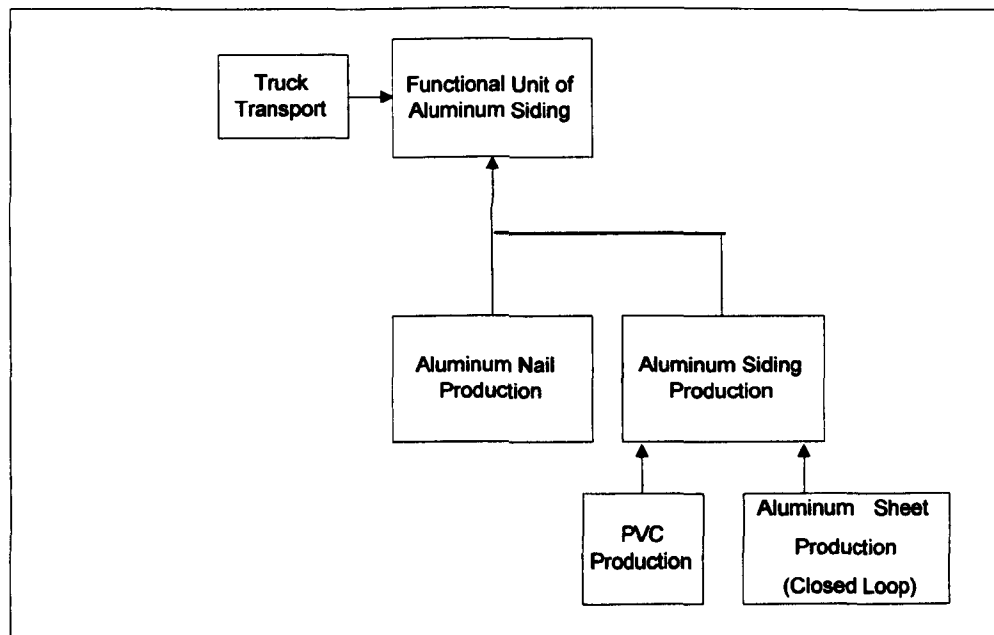 Truck
Transport
Functional Unit of
Aluminum Siding
Aluminum Nail
Production
Aluminum Siding
Production
PVC
Production
Aluminum Sheet
Production
(Closed Loop)